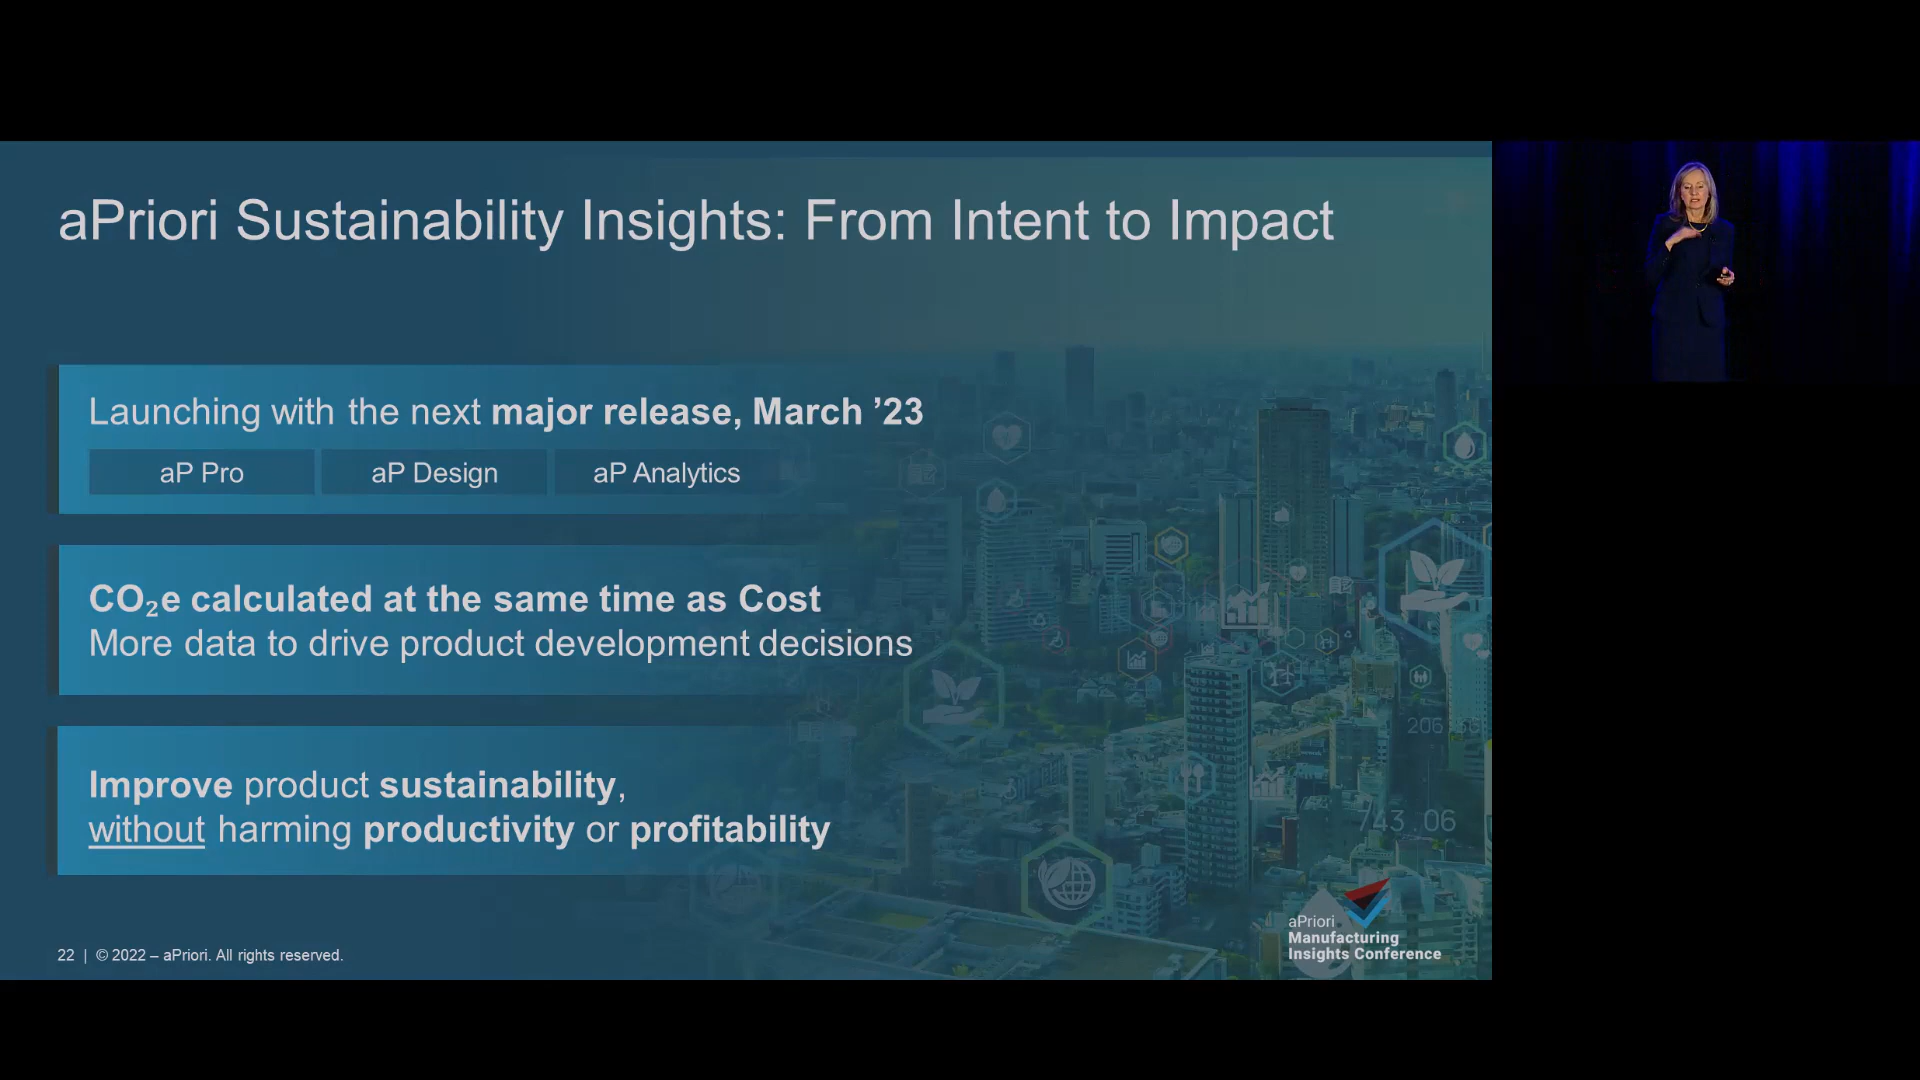 aPriori Sustainability Insights: From Intent to Impact
Launching with the next major release, March ’23
aP Pro
aP Design
aP Analytics
CO₂e calculated at the same time as Cost
More data to drive product development decisions
Improve product sustainability,
without harming productivity or profitability
743.06
aPriori
Manufacturing
Insights Conference
22 | © 2022 – aPriori. All rights reserved.